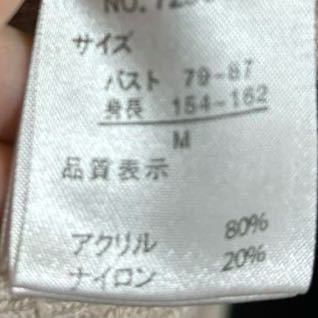 サイズ
バスト 79-87
身長 154-162
M
品質表示
アクリル 80%
ナイロン 20%